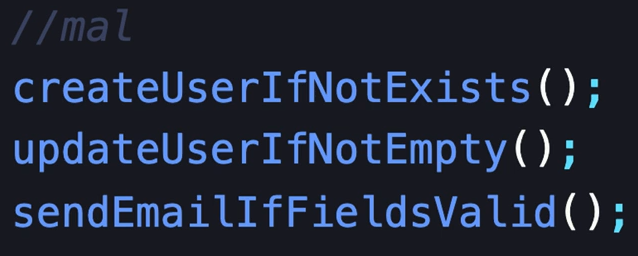 //mal
createUserIfNotExists();
updateUserIfNotEmpty();
sendEmailIfFieldsValid();